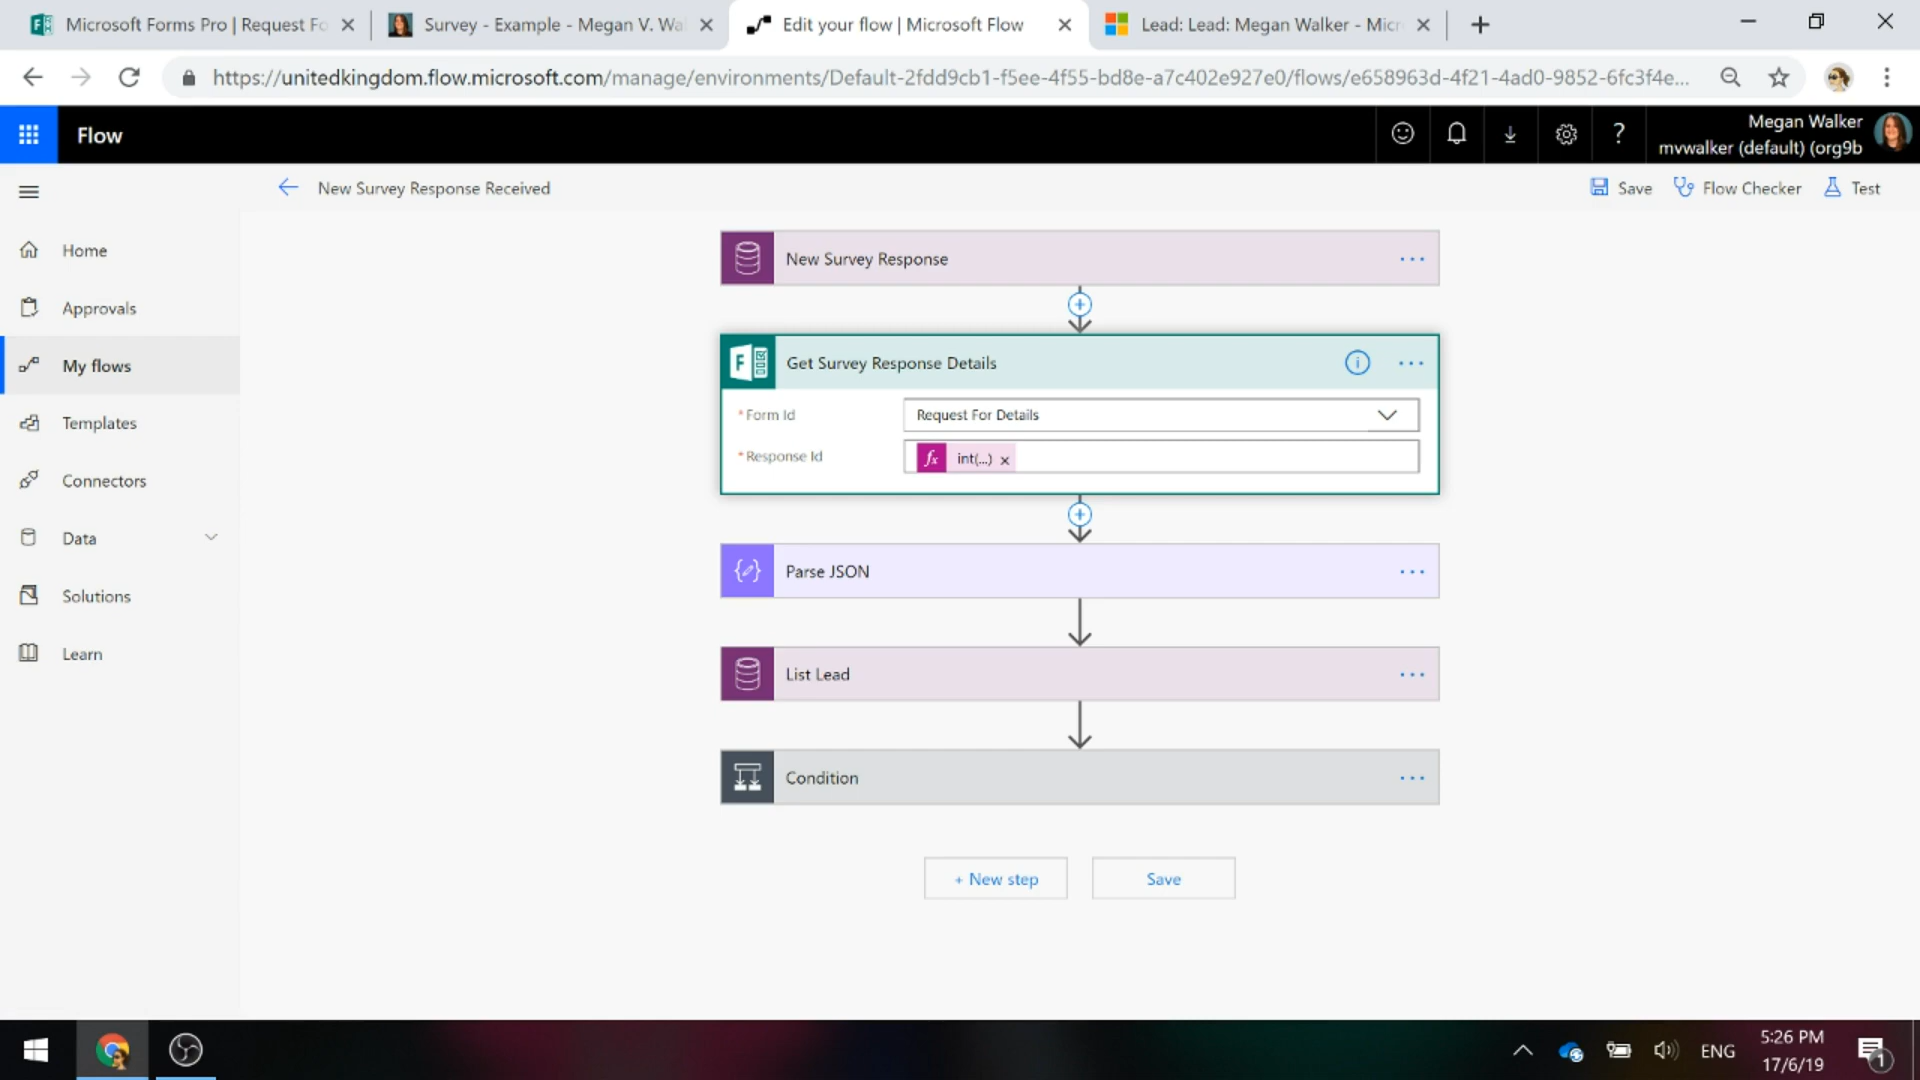 Microsoft Forms Pro | Request Fo
Survey - Example - Megan V. Wa
Edit your flow | Microsoft Flow
Lead: Lead: Megan Walker - Micr
https://unitedkingdom.flow.microsoft.com/manage/environments/Default-2fdd9cb1-f5ee-4f55-bd8e-a7c402e927e0/flows/e658963d-4f21-4ad0-9852-6fc3f4e...
Flow
?
Megan Walker
mvwalker (default) (org9b
New Survey Response Received
Save
Flow Checker
Test
Home
Approvals
My flows
Templates
Connectors
Data
Solutions
Learn
New Survey Response
Get Survey Response Details
* Form Id
Request For Details
* Response Id
fx int(...) x
Parse JSON
List Lead
Condition
+ New step
Save
ENG
5:26 PM
17/6/19
1